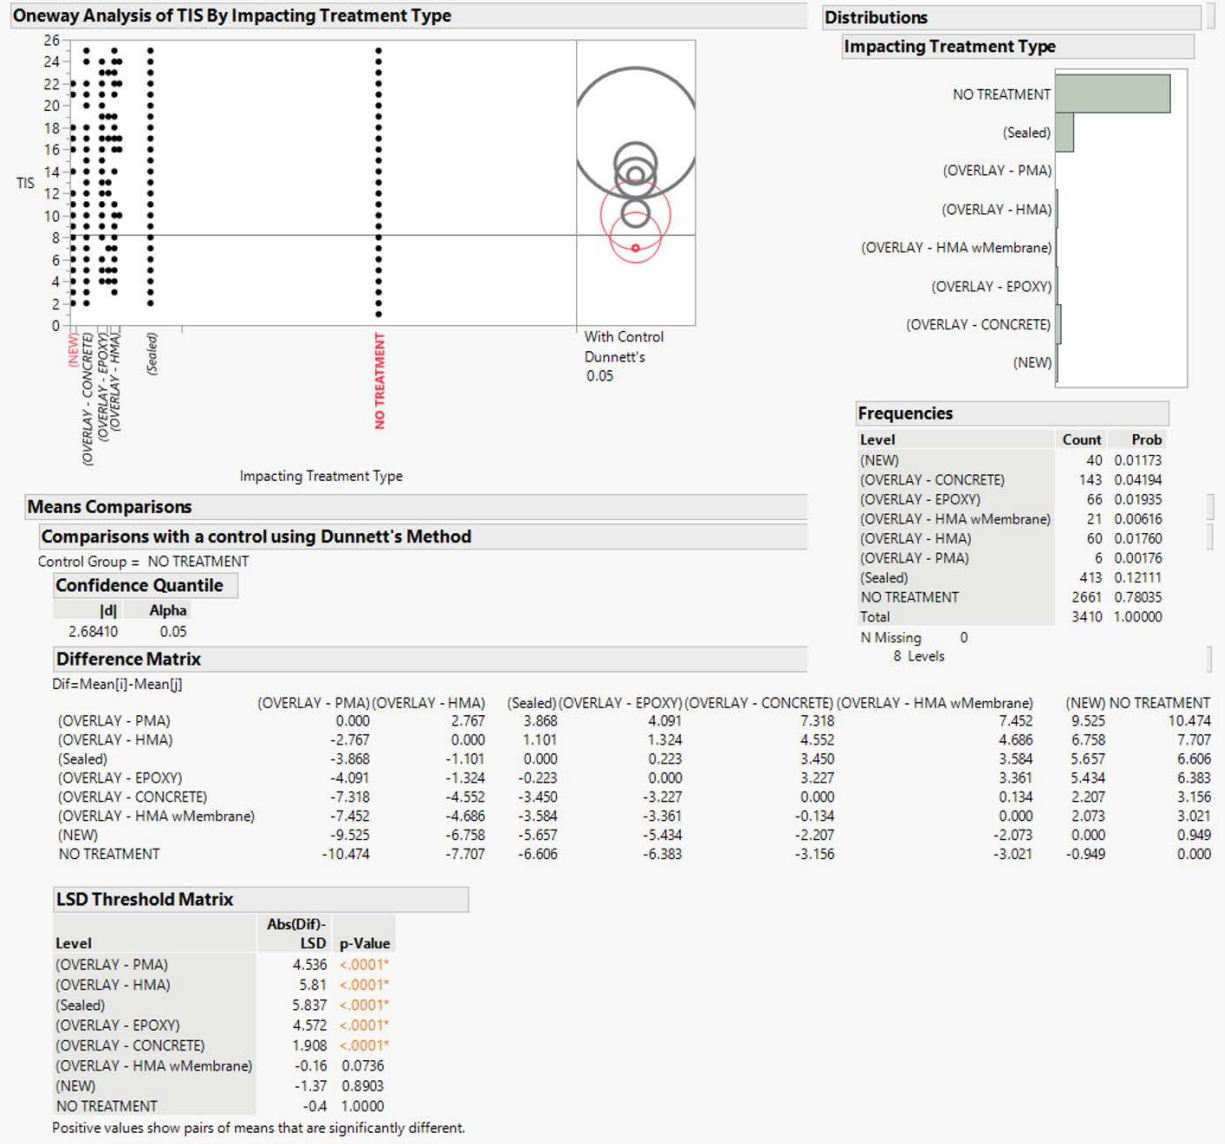 Oneway Analysis of TIS By Impacting Treatment Type
26
24
22
20
18
16
14
12
10
8
6
4
2
0
TIS
(NEW)
(OVERLAY - CONCRETE)
(OVERLAY - EPOXY)
(OVERLAY - HMA)
(Sealed)
NO TREATMENT
With Control
Dunnett's
0.05
Impacting Treatment Type
Distributions
Impacting Treatment Type
NO TREATMENT
(Sealed)
(OVERLAY - PMA)
(OVERLAY - HMA)
(OVERLAY - HMA wMembrane)
(OVERLAY - EPOXY)
(OVERLAY - CONCRETE)
(NEW)
Frequencies
Level Count Prob
(NEW) 40 0.01173
(OVERLAY - CONCRETE) 143 0.04194
(OVERLAY - EPOXY) 66 0.01935
(OVERLAY - HMA wMembrane) 21 0.00616
(OVERLAY - HMA) 60 0.01760
(OVERLAY - PMA) 6 0.00176
(Sealed) 413 0.12111
NO TREATMENT 2661 0.78035
Total 3410 1.00000
N Missing 0
8 Levels
Means Comparisons
Comparisons with a control using Dunnett's Method
Control Group = NO TREATMENT
Confidence Quantile
|d| Alpha
2.68410 0.05
Difference Matrix
Dif=Mean[i]-Mean[j]
(OVERLAY - PMA) (OVERLAY - HMA) (Sealed) (OVERLAY - EPOXY) (OVERLAY - CONCRETE) (OVERLAY - HMA wMembrane) (NEW) NO TREATMENT
(OVERLAY - PMA) 0.000 2.767 3.868 4.091 7.318 7.452 9.525 10.474
(OVERLAY - HMA) -2.767 0.000 1.101 1.324 4.552 4.686 6.758 7.707
(Sealed) -3.868 -1.101 0.000 0.223 3.450 3.584 5.657 6.606
(OVERLAY - EPOXY) -4.091 -1.324 -0.223 0.000 3.227 3.361 5.434 6.383
(OVERLAY - CONCRETE) -7.318 -4.552 -3.450 -3.227 0.000 0.134 2.207 3.156
(OVERLAY - HMA wMembrane) -7.452 -4.686 -3.584 -3.361 -0.134 0.000 2.073 3.021
(NEW) -9.525 -6.758 -5.657 -5.434 -2.207 -2.073 0.000 0.949
NO TREATMENT -10.474 -7.707 -6.606 -6.383 -3.156 -3.021 -0.949 0.000
LSD Threshold Matrix
Abs(Dif)-
Level LSD p-Value
(OVERLAY - PMA) 4.536 <.0001*
(OVERLAY - HMA) 5.81 <.0001*
(Sealed) 5.837 <.0001*
(OVERLAY - EPOXY) 4.572 <.0001*
(OVERLAY - CONCRETE) 1.908 <.0001*
(OVERLAY - HMA wMembrane) -0.16 0.0736
(NEW) -1.37 0.8903
NO TREATMENT -0.4 1.0000
Positive values show pairs of means that are significantly different.